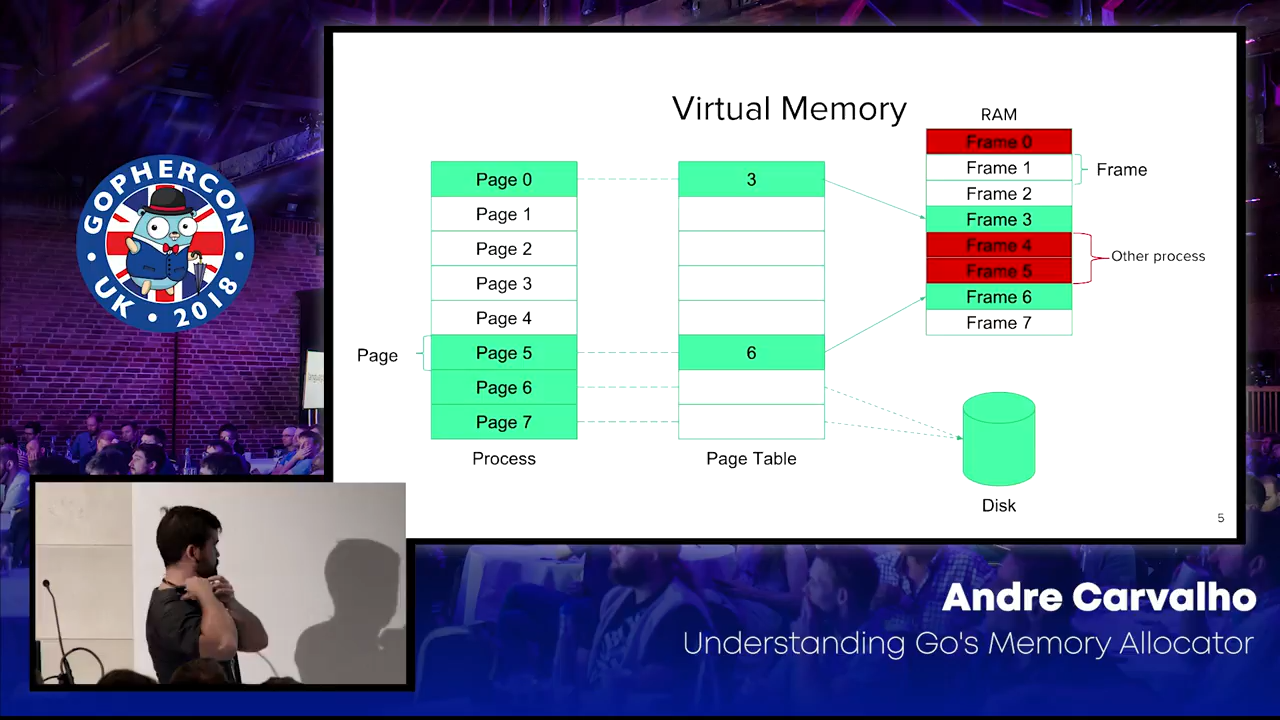 GOPHERCON
UK • 2018
Virtual Memory
RAM
Frame 0
Frame 1
Frame 2
Frame 3
Frame 4
Frame 5
Frame 6
Frame 7
Frame
Other process
Page 0
Page 1
Page 2
Page 3
Page 4
Page 5
Page 6
Page 7
Page
Process
3
6
Page Table
Disk
5
Andre Carvalho
Understanding Go's Memory Allocator